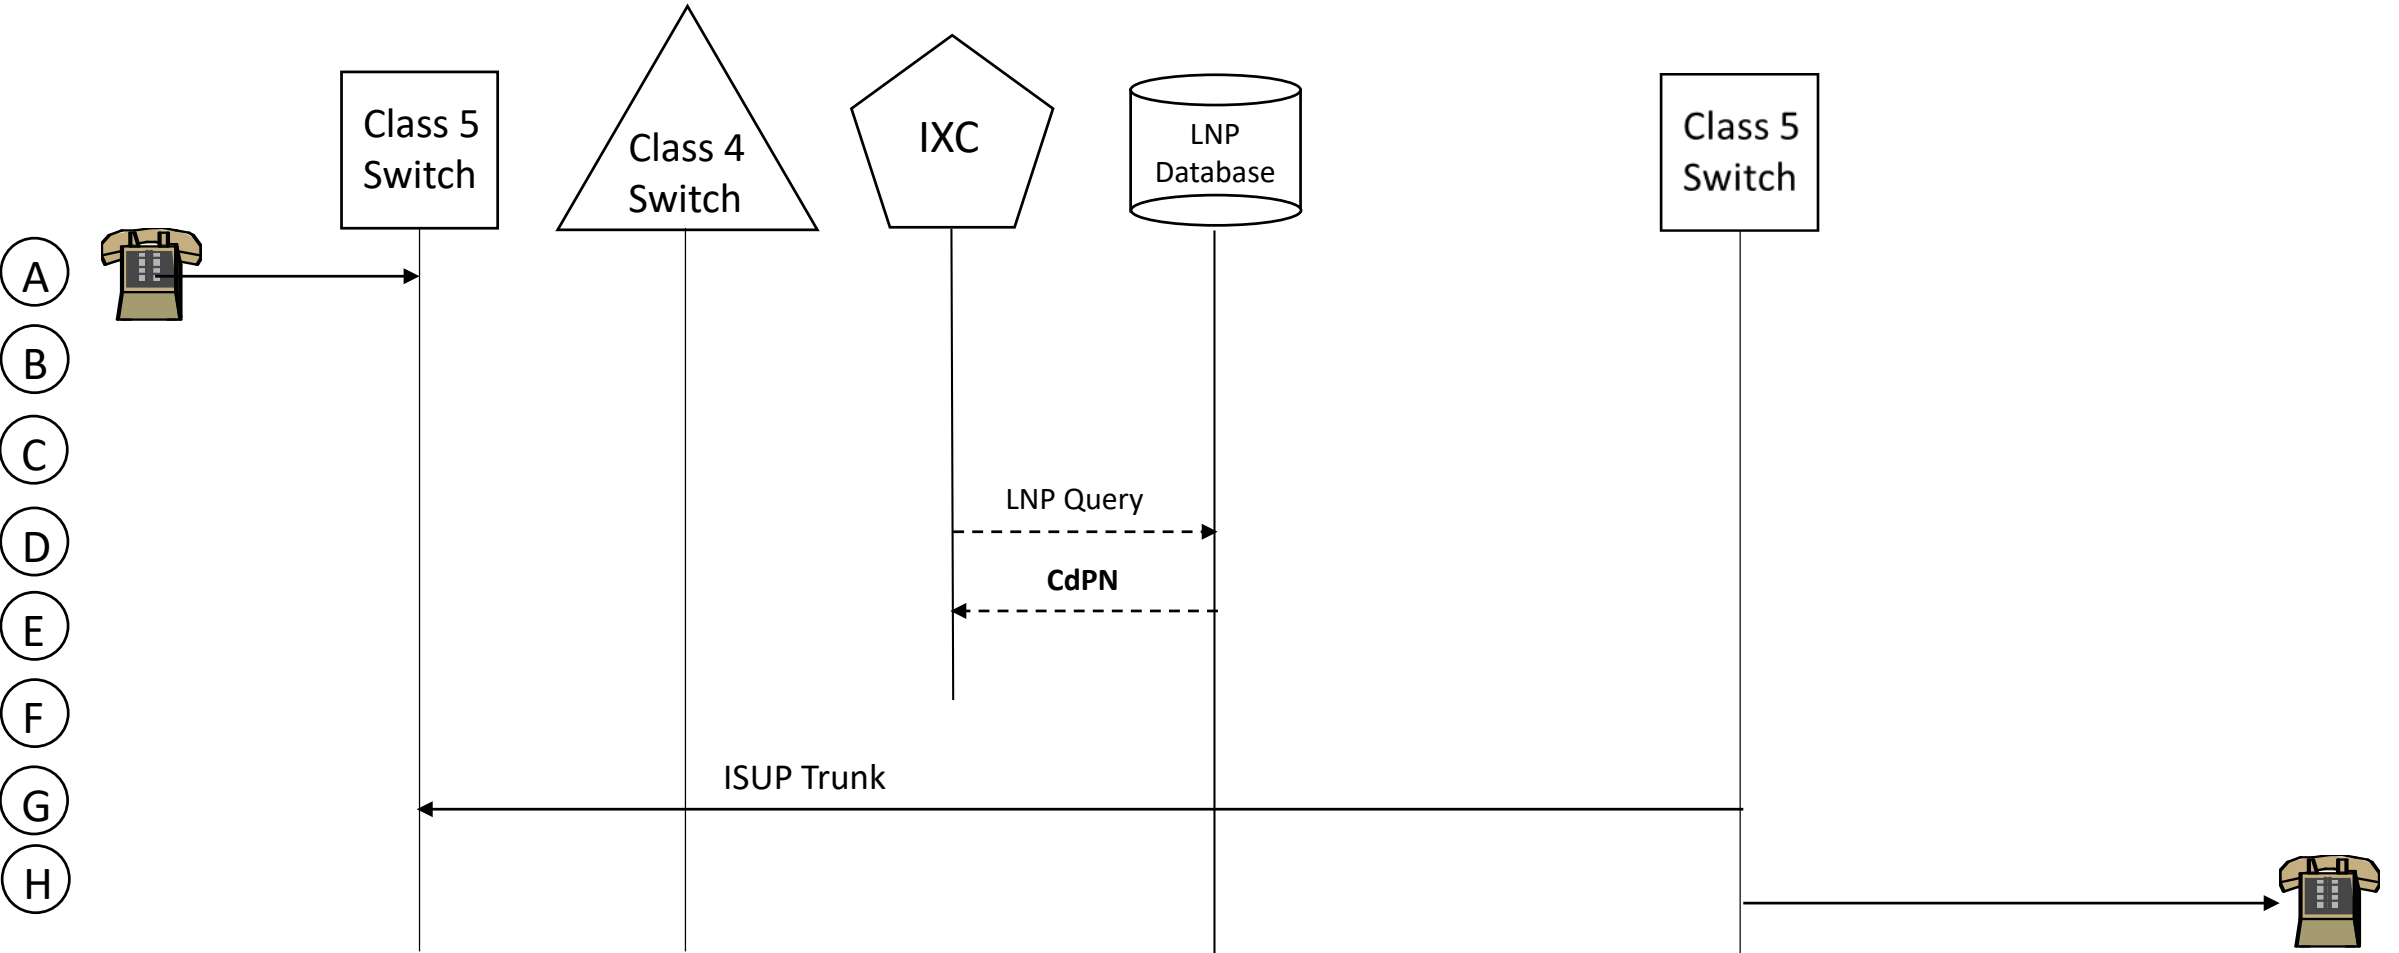 Class 5
Switch
Class 4
Switch
IXC
LNP
Database
Class 5
Switch
A
B
C
LNP Query
D
CdPN
E
F
ISUP Trunk
G
H